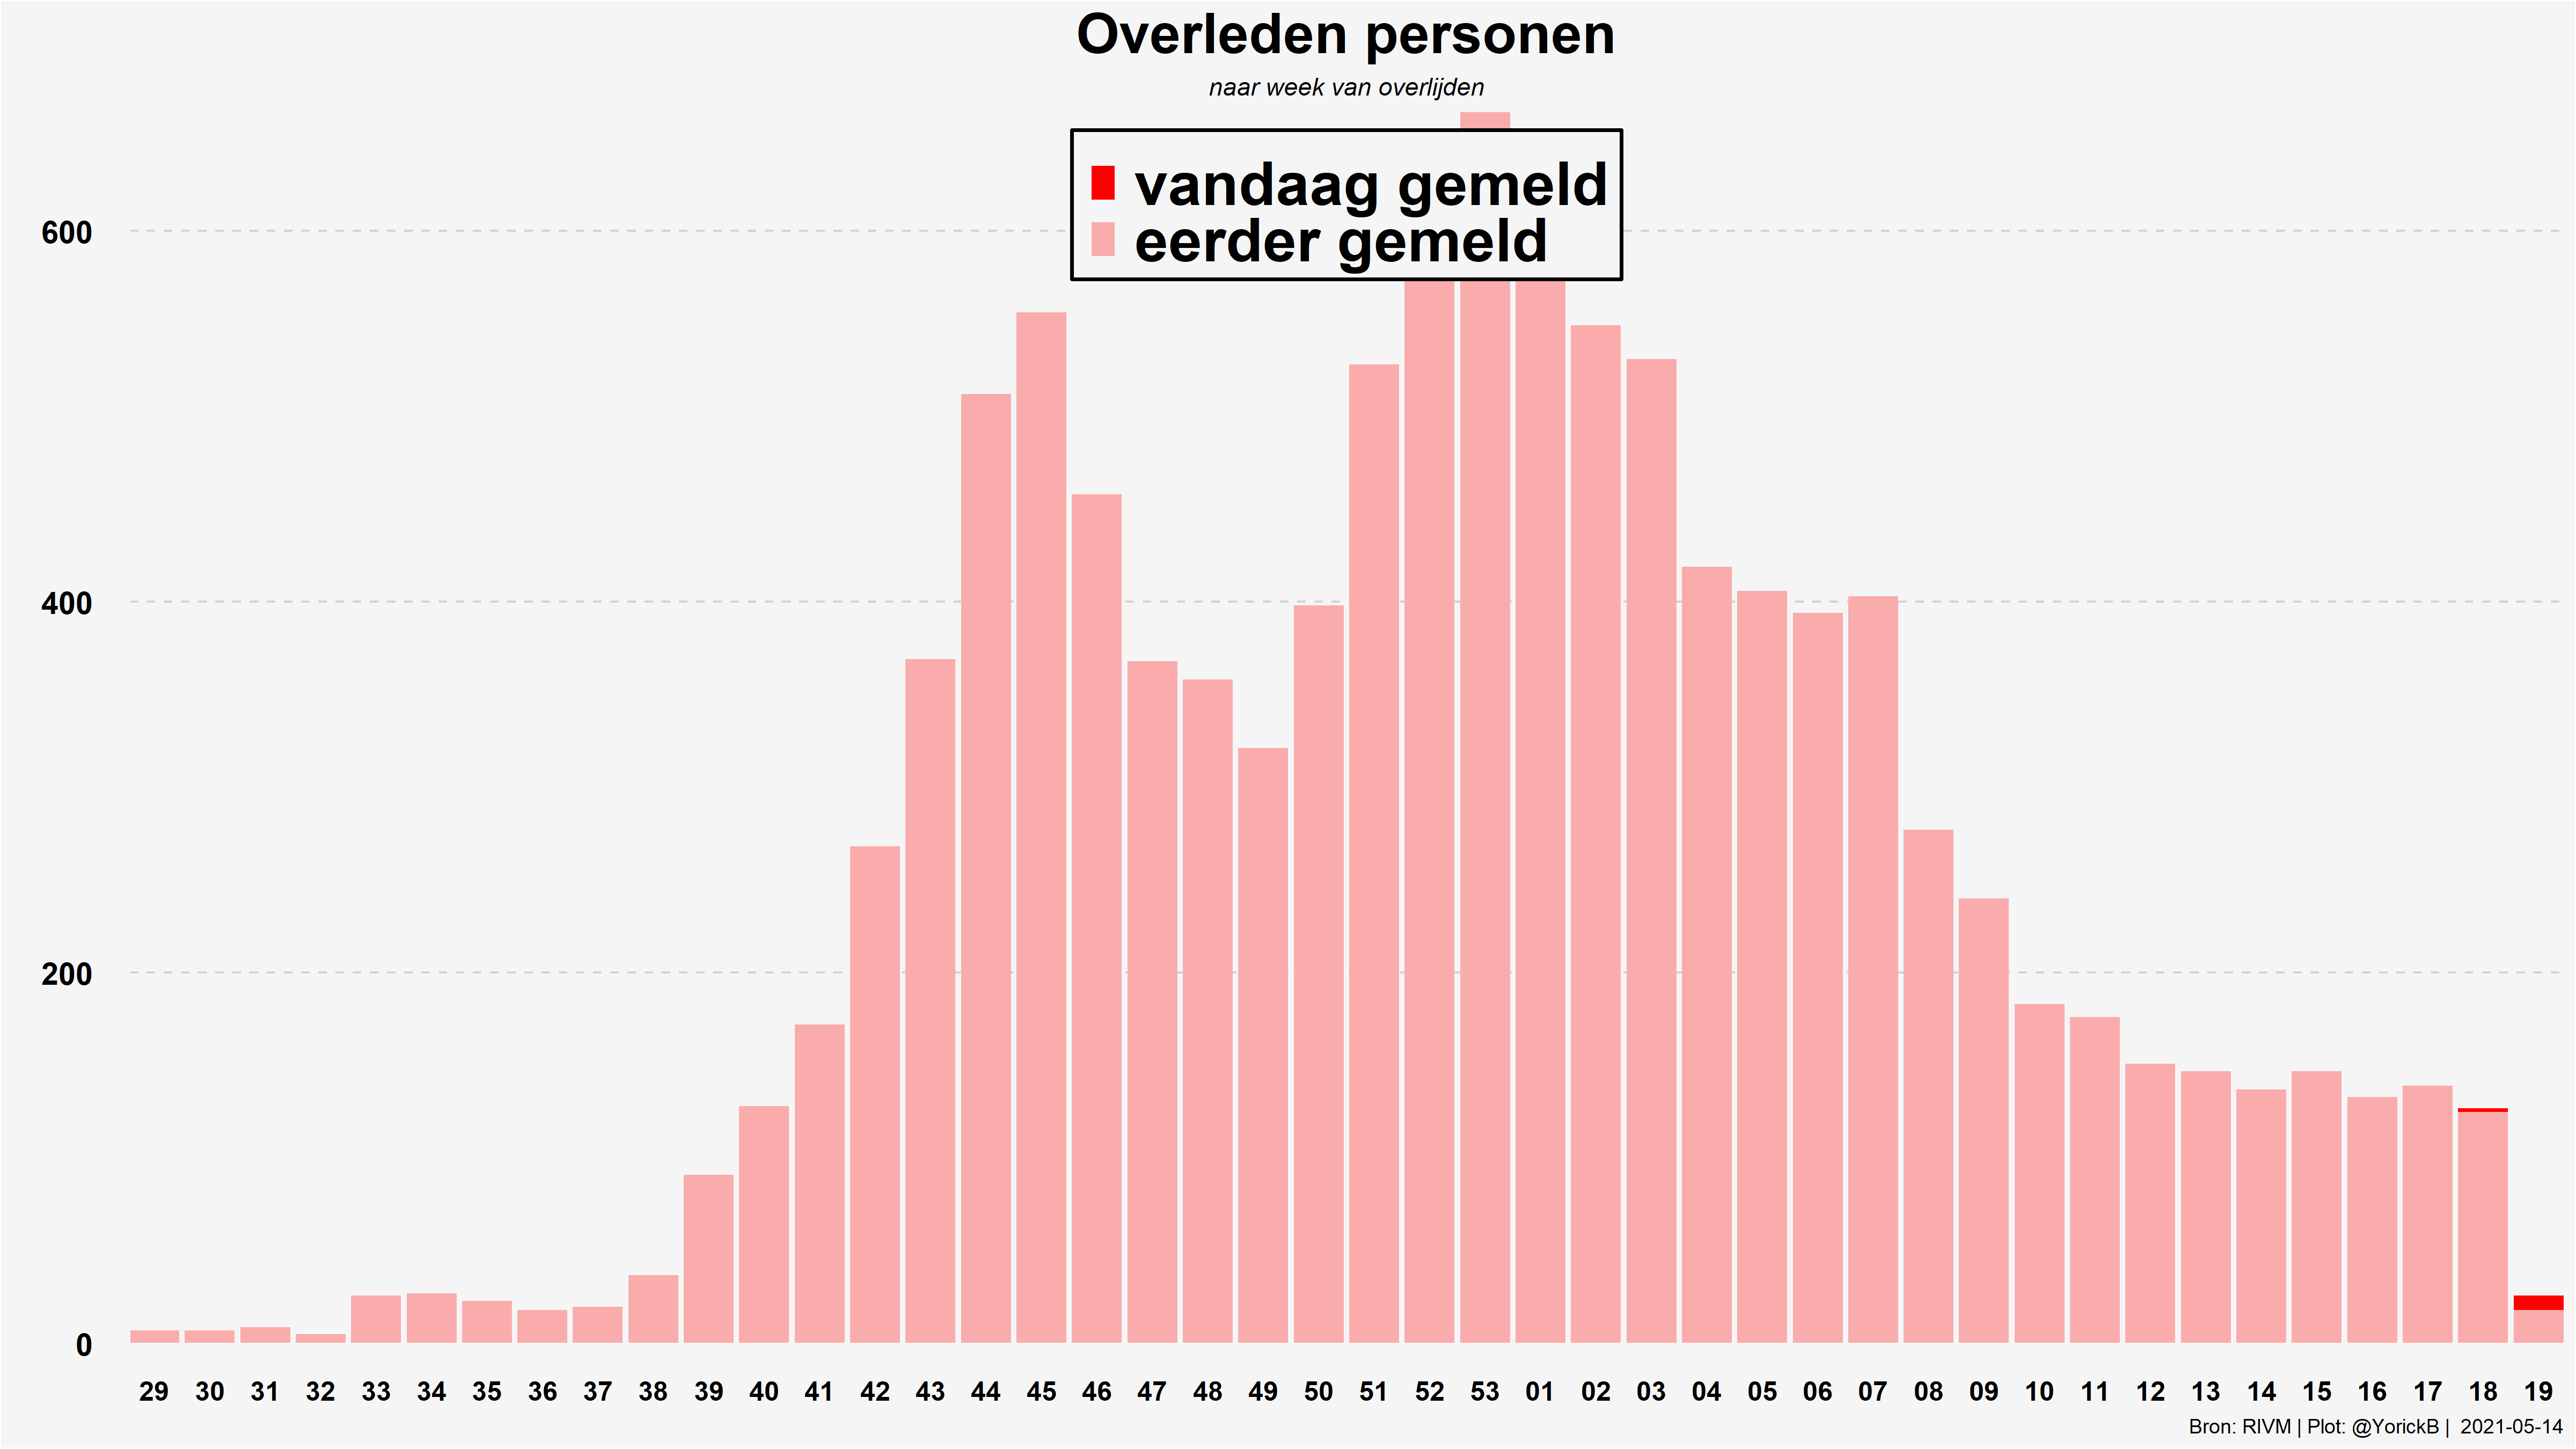 Overleden personen
naar week van overlijden
vandaag gemeld
eerder gemeld
600
400
200
0
29 30 31 32 33 34 35 36 37 38 39 40 41 42 43 44 45 46 47 48 49 50 51 52 53 01 02 03 04 05 06 07 08 09 10 11 12 13 14 15 16 17 18 19
Bron: RIVM | Plot: @YorickB | 2021-05-14